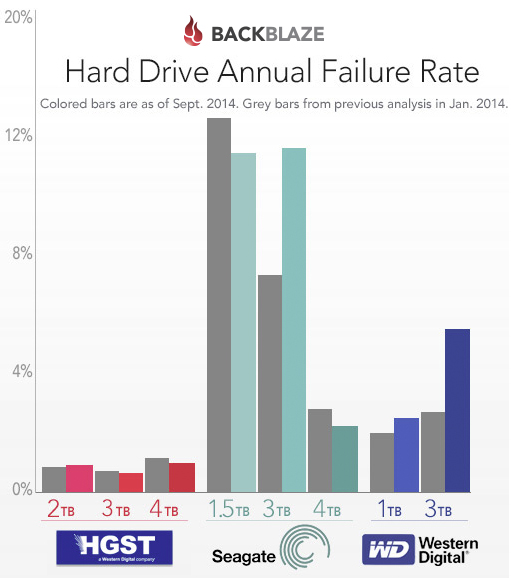 20%
BACKBLAZE
Hard Drive Annual Failure Rate
Colored bars are as of Sept. 2014. Grey bars from previous analysis in Jan. 2014.
12%
8%
4%
0%
2TB 3TB 4TB 1.5TB 3TB 4TB 1TB 3TB
HGST
a Western Digital company
Seagate
WD Western
Digital®